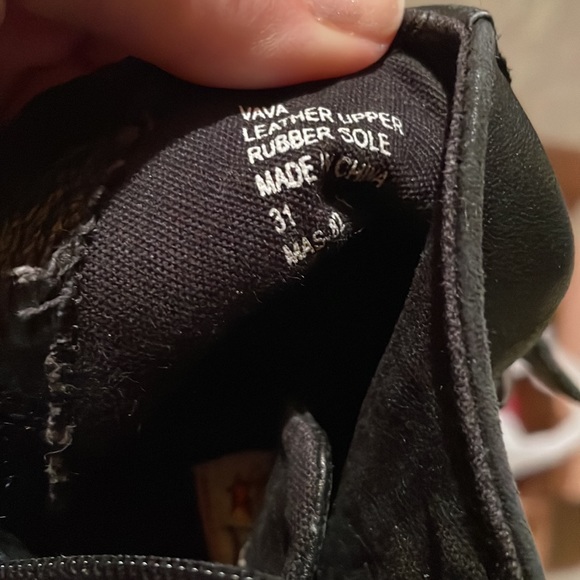 VAVA
LEATHER UPPER
RUBBER SOLE
MADE IN CHINA
31